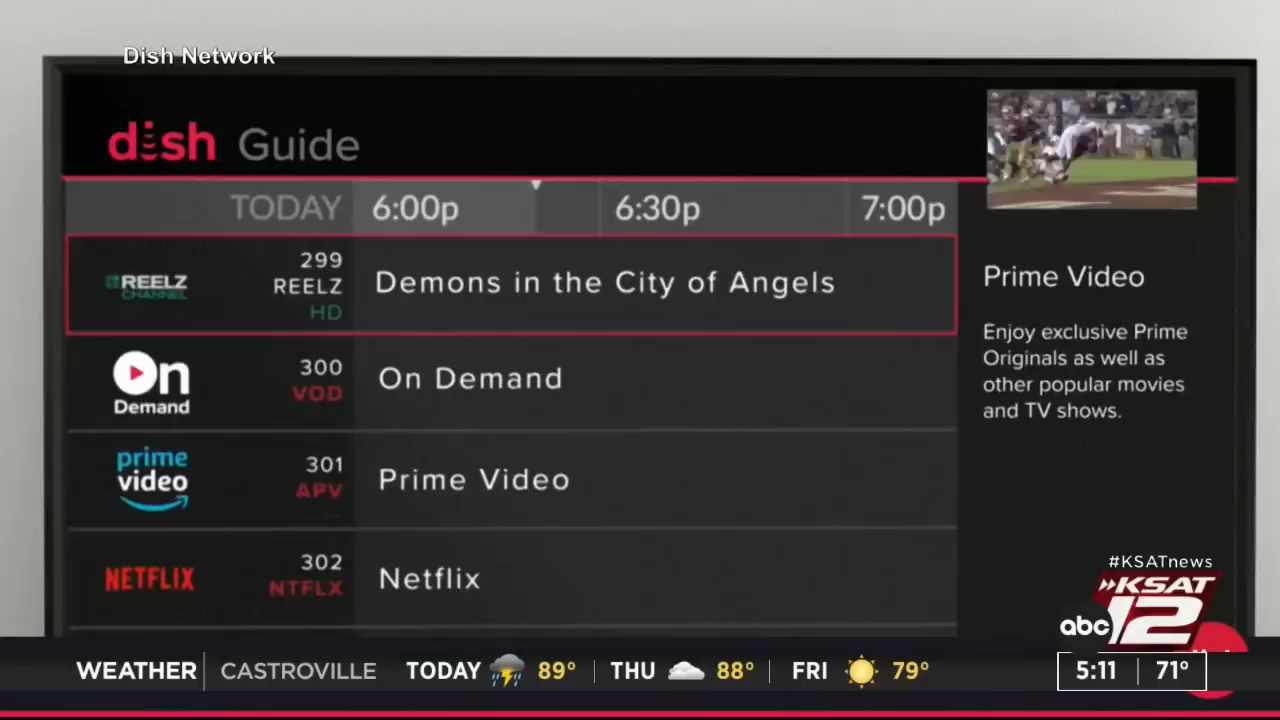 Dish Network
dish Guide
TODAY 6:00p 6:30p 7:00p
REELZ
CHANNEL
299
REELZ
HD
Demons in the City of Angels
On
Demand
300
VOD
On Demand
prime
video
301
APV
Prime Video
NETFLIX
302
NTFLX
Netflix
Prime Video
Enjoy exclusive Prime
Originals as well as
other popular movies
and TV shows.
#KSATnews
KSAT
abc 12
WEATHER CASTROVILLE TODAY 89° THU 88° FRI 79° 5:11 71°